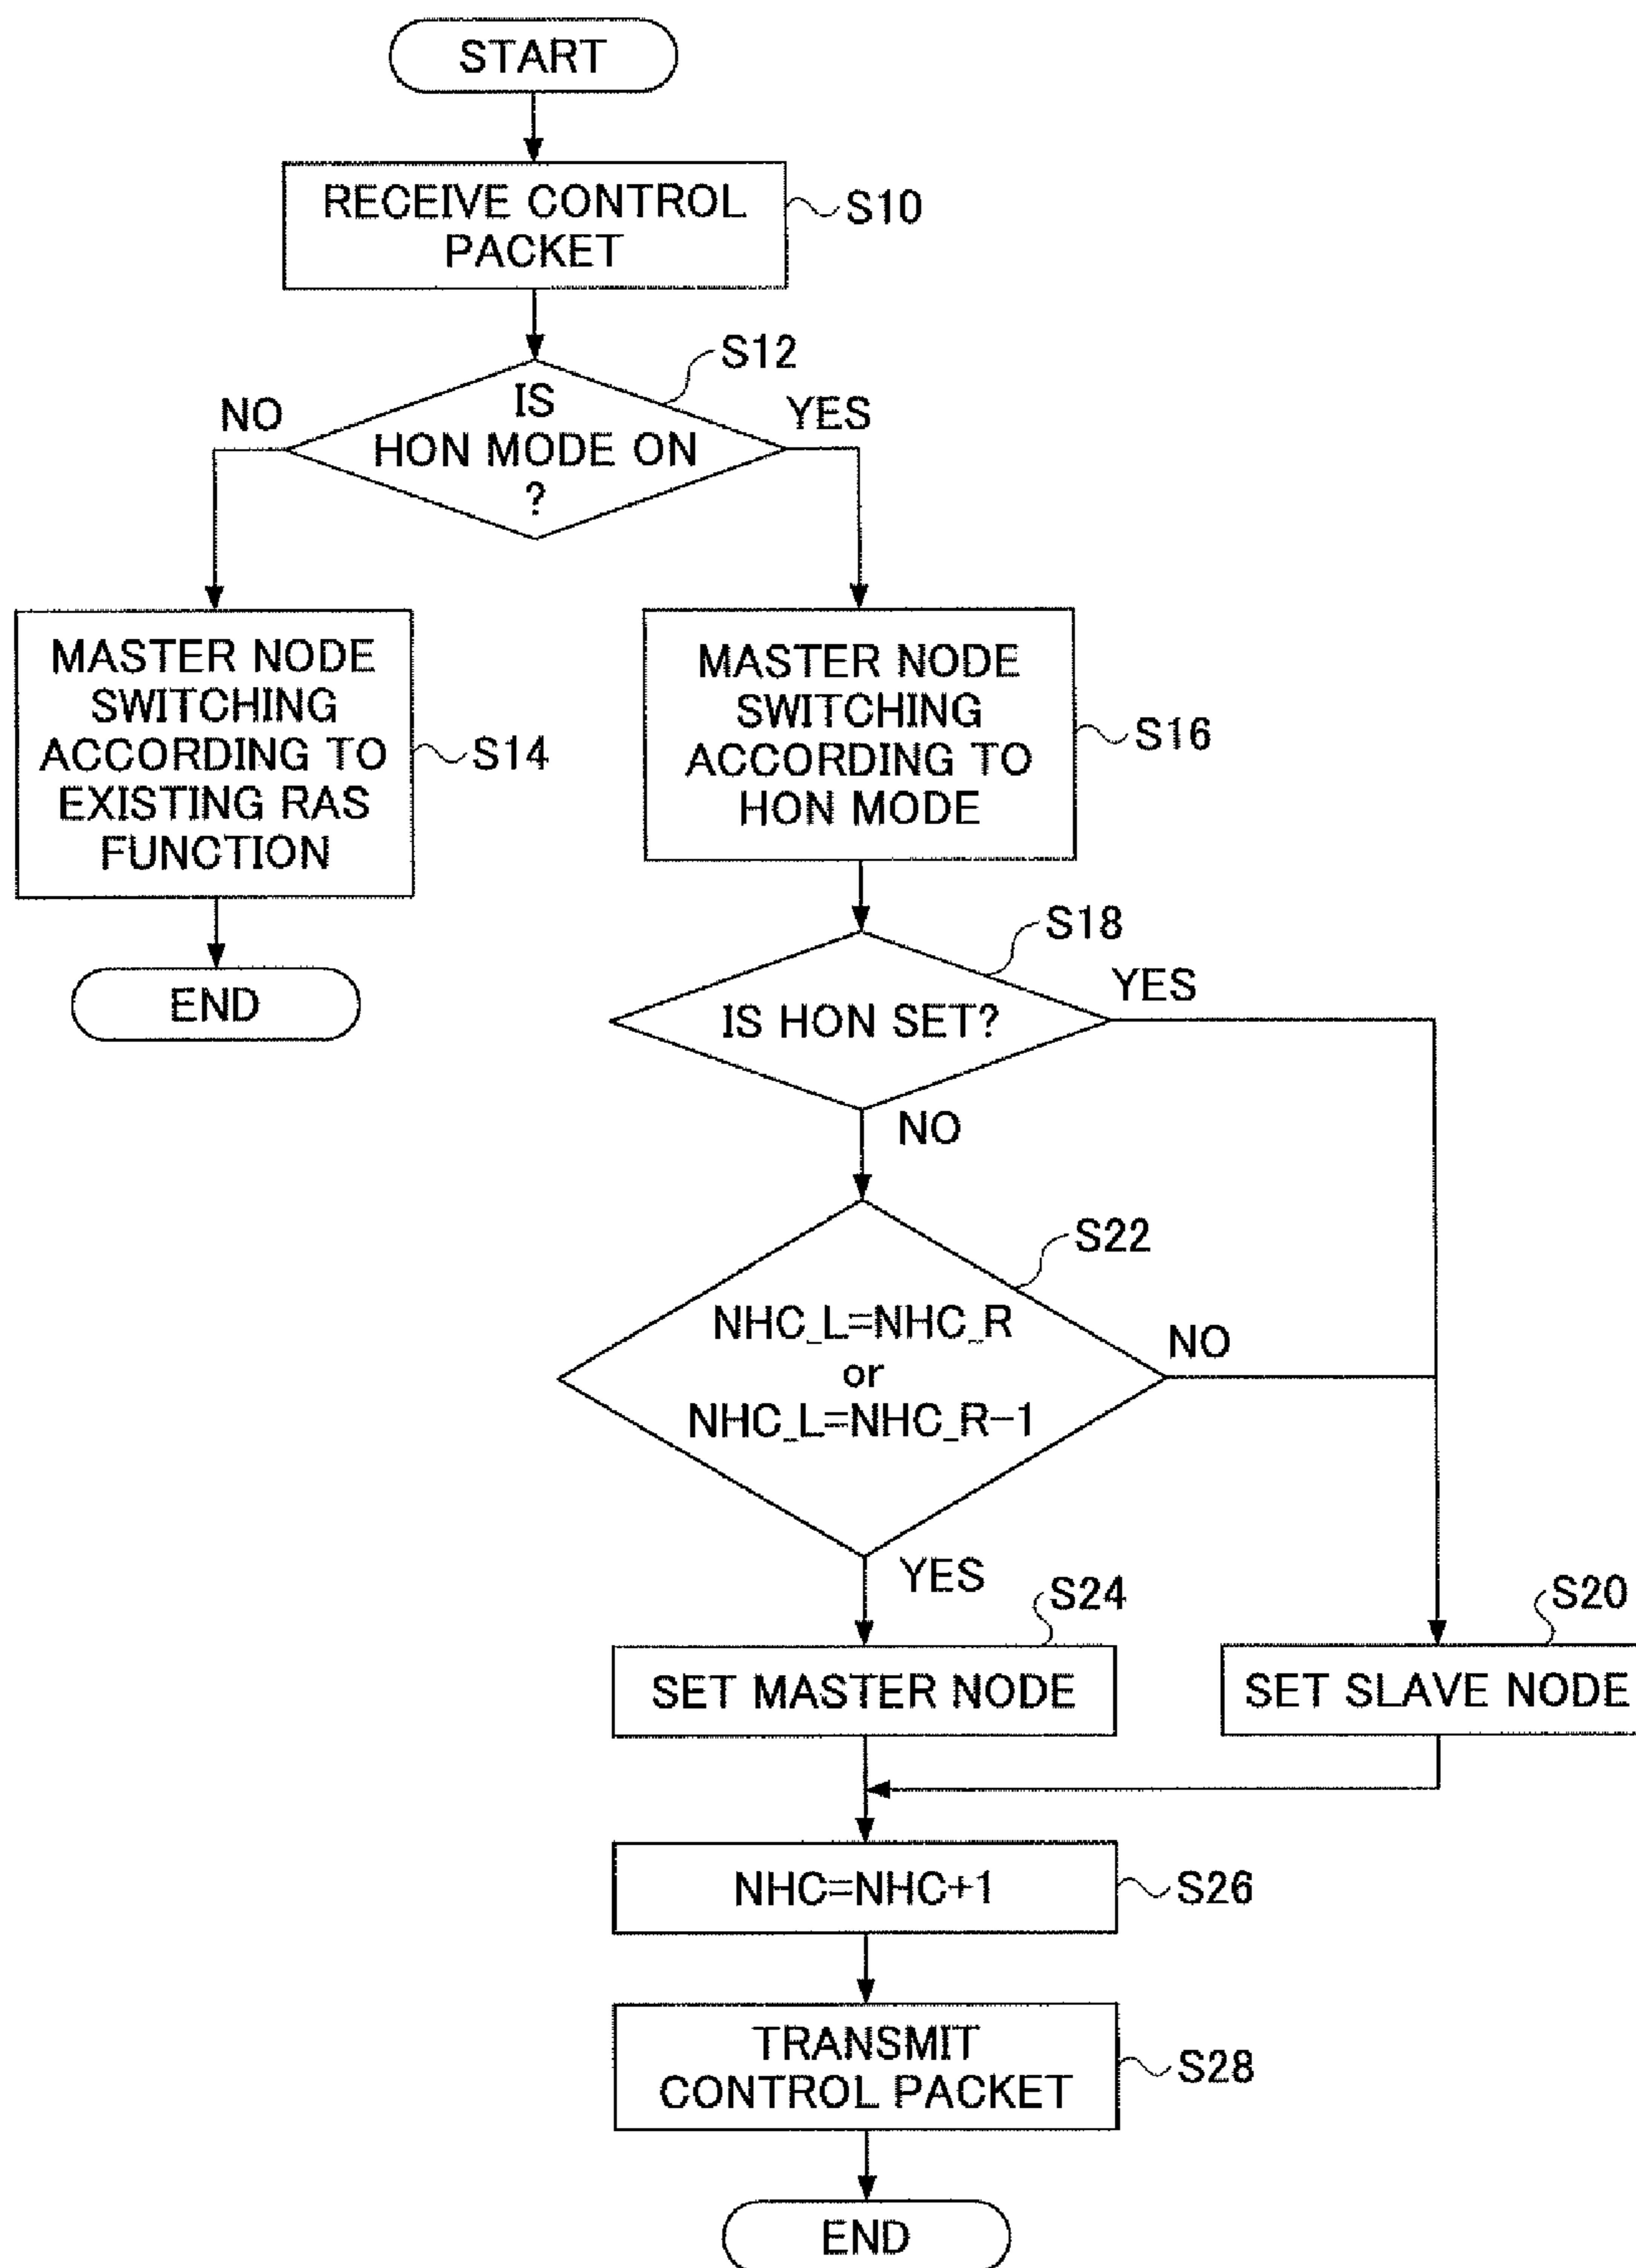 START
RECEIVE CONTROL
PACKET
S10
S12
IS
HON MODE ON
?
NO
YES
MASTER NODE
SWITCHING
ACCORDING TO
EXISTING RAS
FUNCTION
S14
END
MASTER NODE
SWITCHING
ACCORDING TO
HON MODE
S16
S18
IS HON SET?
YES
NO
S22
NHC_L=NHC_R
or
NHC_L=NHC_R-1
NO
YES
S24
SET MASTER NODE
S20
SET SLAVE NODE
NHC=NHC+1
S26
TRANSMIT
CONTROL PACKET
S28
END